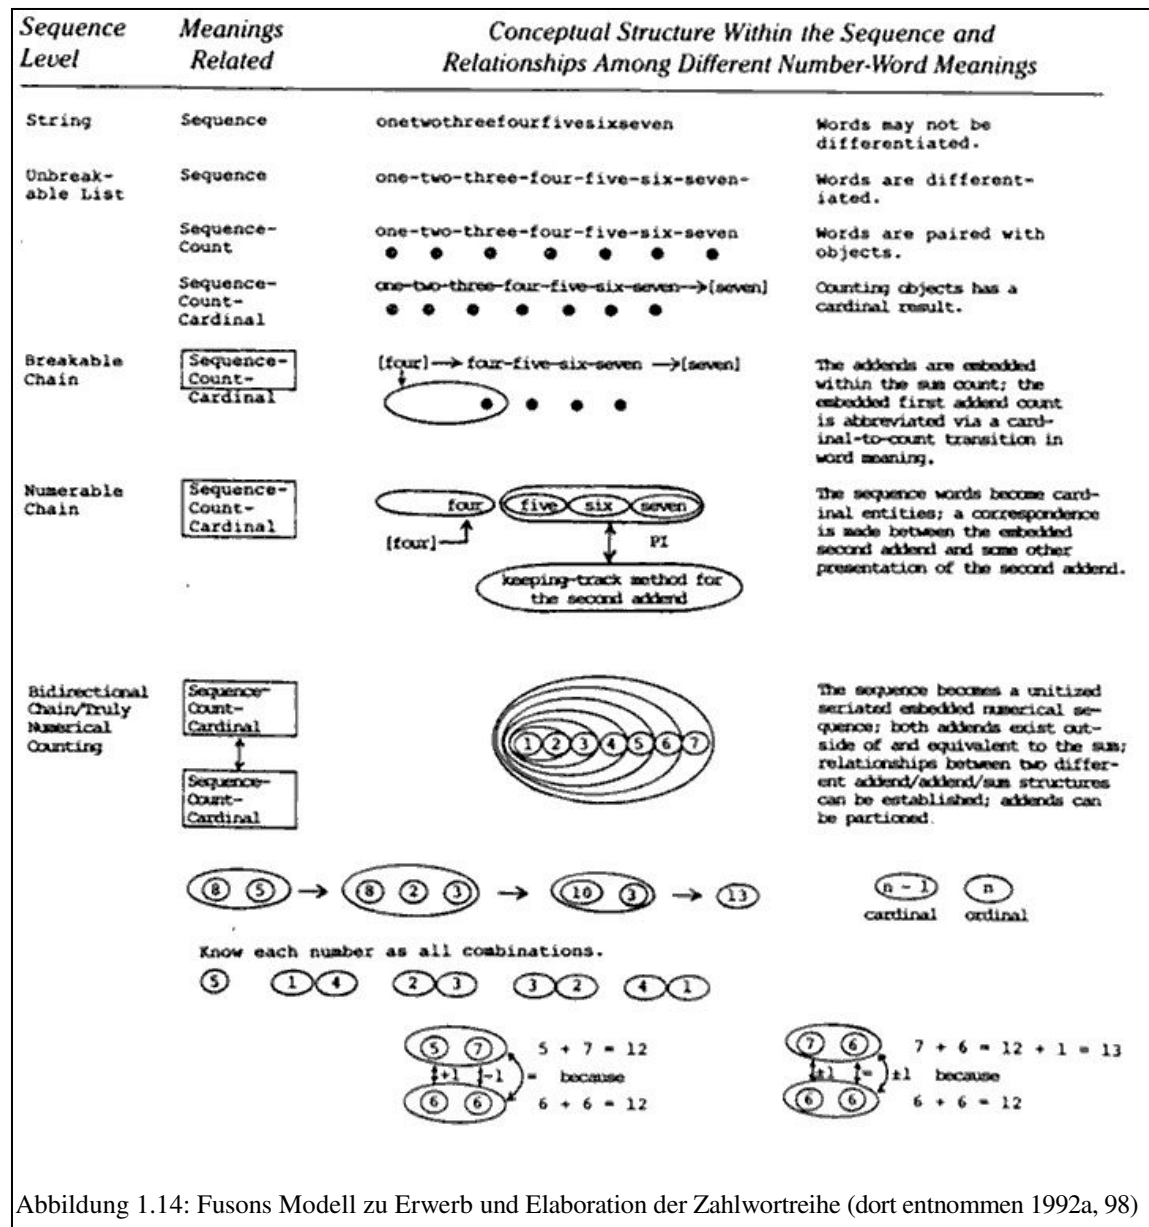 Sequence Level
Meanings Related
Conceptual Structure Within the Sequence and
Relationships Among Different Number-Word Meanings
String
Sequence
onetwothreefourfivesixseven
Words may not be
differentiated.
Unbreak-
able List
Sequence
one-two-three-four-five-six-seven-
Words are different-
iated.
Sequence-
Count
one-two-three-four-five-six-seven
Words are paired with
objects.
Sequence-
Count-
Cardinal
one-two-three-four-five-six-seven→[seven]
Counting objects has a
cardinal result.
Breakable
Chain
Sequence-
Count-
Cardinal
[four]→four-five-six-seven →[seven]
The addends are embedded
within the sum count; the
embedded first addend count
is abbreviated via a card-
inal-to-count transition in
word meaning.
Numerable
Chain
Sequence-
Count-
Cardinal
four five six seven
[four]
PI
keeping-track method for
the second addend
The sequence words become card-
inal entities; a correspondence
is made between the embedded
second addend and some other
presentation of the second addend.
Bidirectional
Chain/Truly
Numerical
Counting
Sequence-
Count-
Cardinal
Sequence-
Count-
Cardinal
1 2 3 4 5 6 7
The sequence becomes a unitized
seriated embedded numerical se-
quence; both addends exist out-
side of and equivalent to the sum;
relationships between two differ-
ent addend/addend/sum structures
can be established; addends can
be partioned.
8 5 → 8 2 3 → 10 3 → 13
n - 1 n
cardinal ordinal
Know each number as all combinations.
5 1 4 2 3 3 2 4 1
5 7 5 + 7 = 12
+1 -1 = because
6 6 6 + 6 = 12
7 6 7 + 6 = 12 + 1 = 13
±1 = ±1 because
6 6 6 + 6 = 12
Abbildung 1.14: Fusons Modell zu Erwerb und Elaboration der Zahlwortreihe (dort entnommen 1992a, 98)